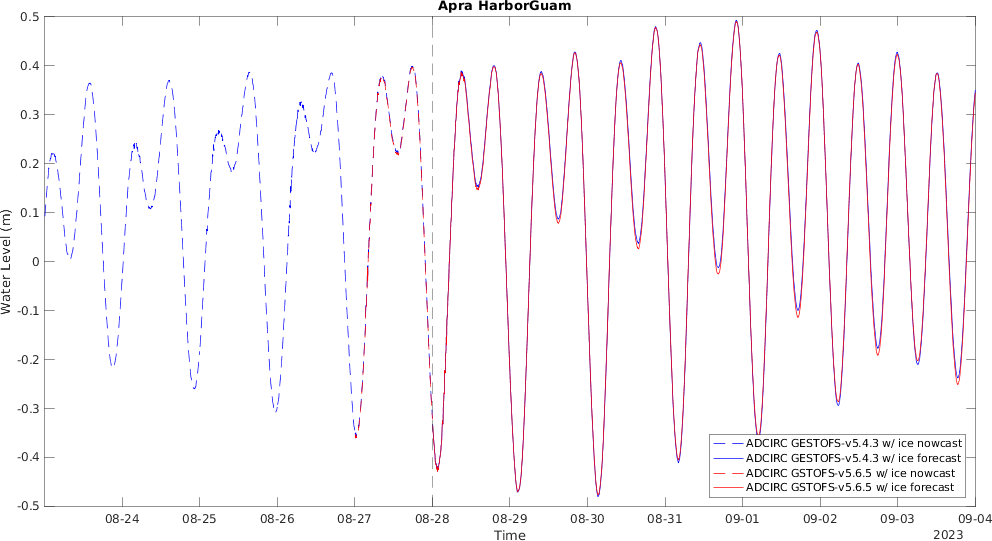 Apra HarborGuam
0.5
0.4
0.3
0.2
0.1
0
-0.1
-0.2
-0.3
-0.4
-0.5
Water Level (m)
08-24 08-25 08-26 08-27 08-28 08-29 08-30 08-31 09-01 09-02 09-03 09-04
Time
2023
ADCIRC GESTOFS-v5.4.3 w/ ice nowcast
ADCIRC GESTOFS-v5.4.3 w/ ice forecast
ADCIRC GSTOFS-v5.6.5 w/ ice nowcast
ADCIRC GSTOFS-v5.6.5 w/ ice forecast